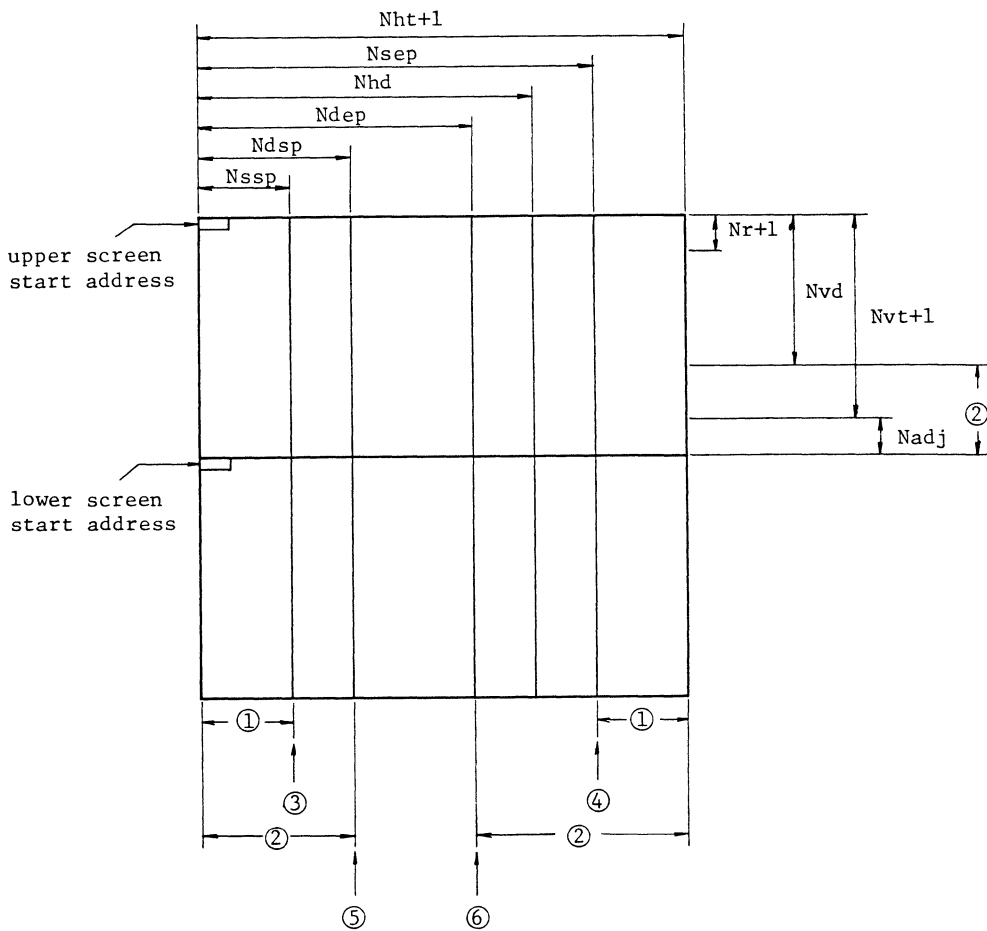 Nht+1
Nsep
Nhd
Ndep
Ndsp
Nssp
upper screen
start address
Nr+1
Nvd
Nvt+1
②
Nadj
lower screen
start address
①
①
③
④
②
②
⑤
⑥